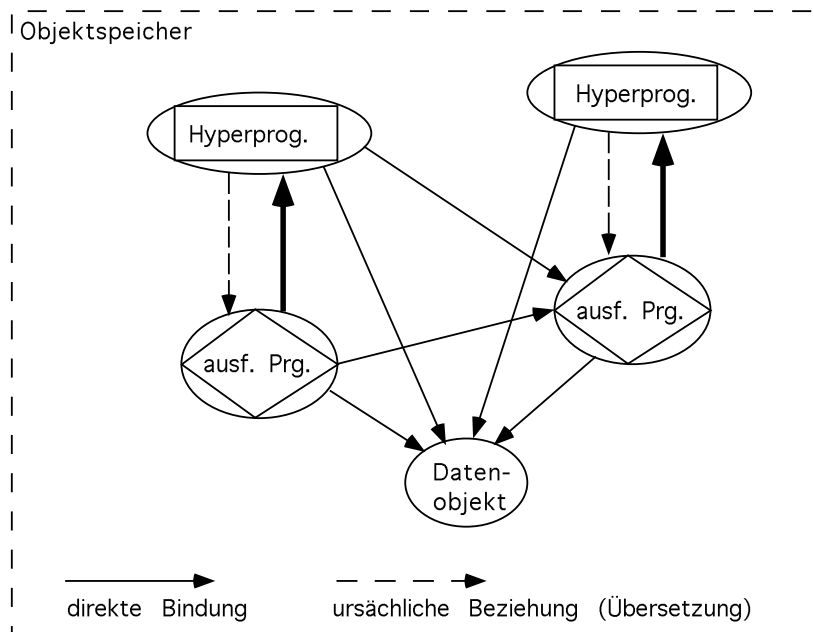 Objektspeicher
Hyperprog.
Hyperprog.
ausf. Prg.
ausf. Prg.
Daten-
objekt
direkte Bindung
ursächliche Beziehung (Übersetzung)